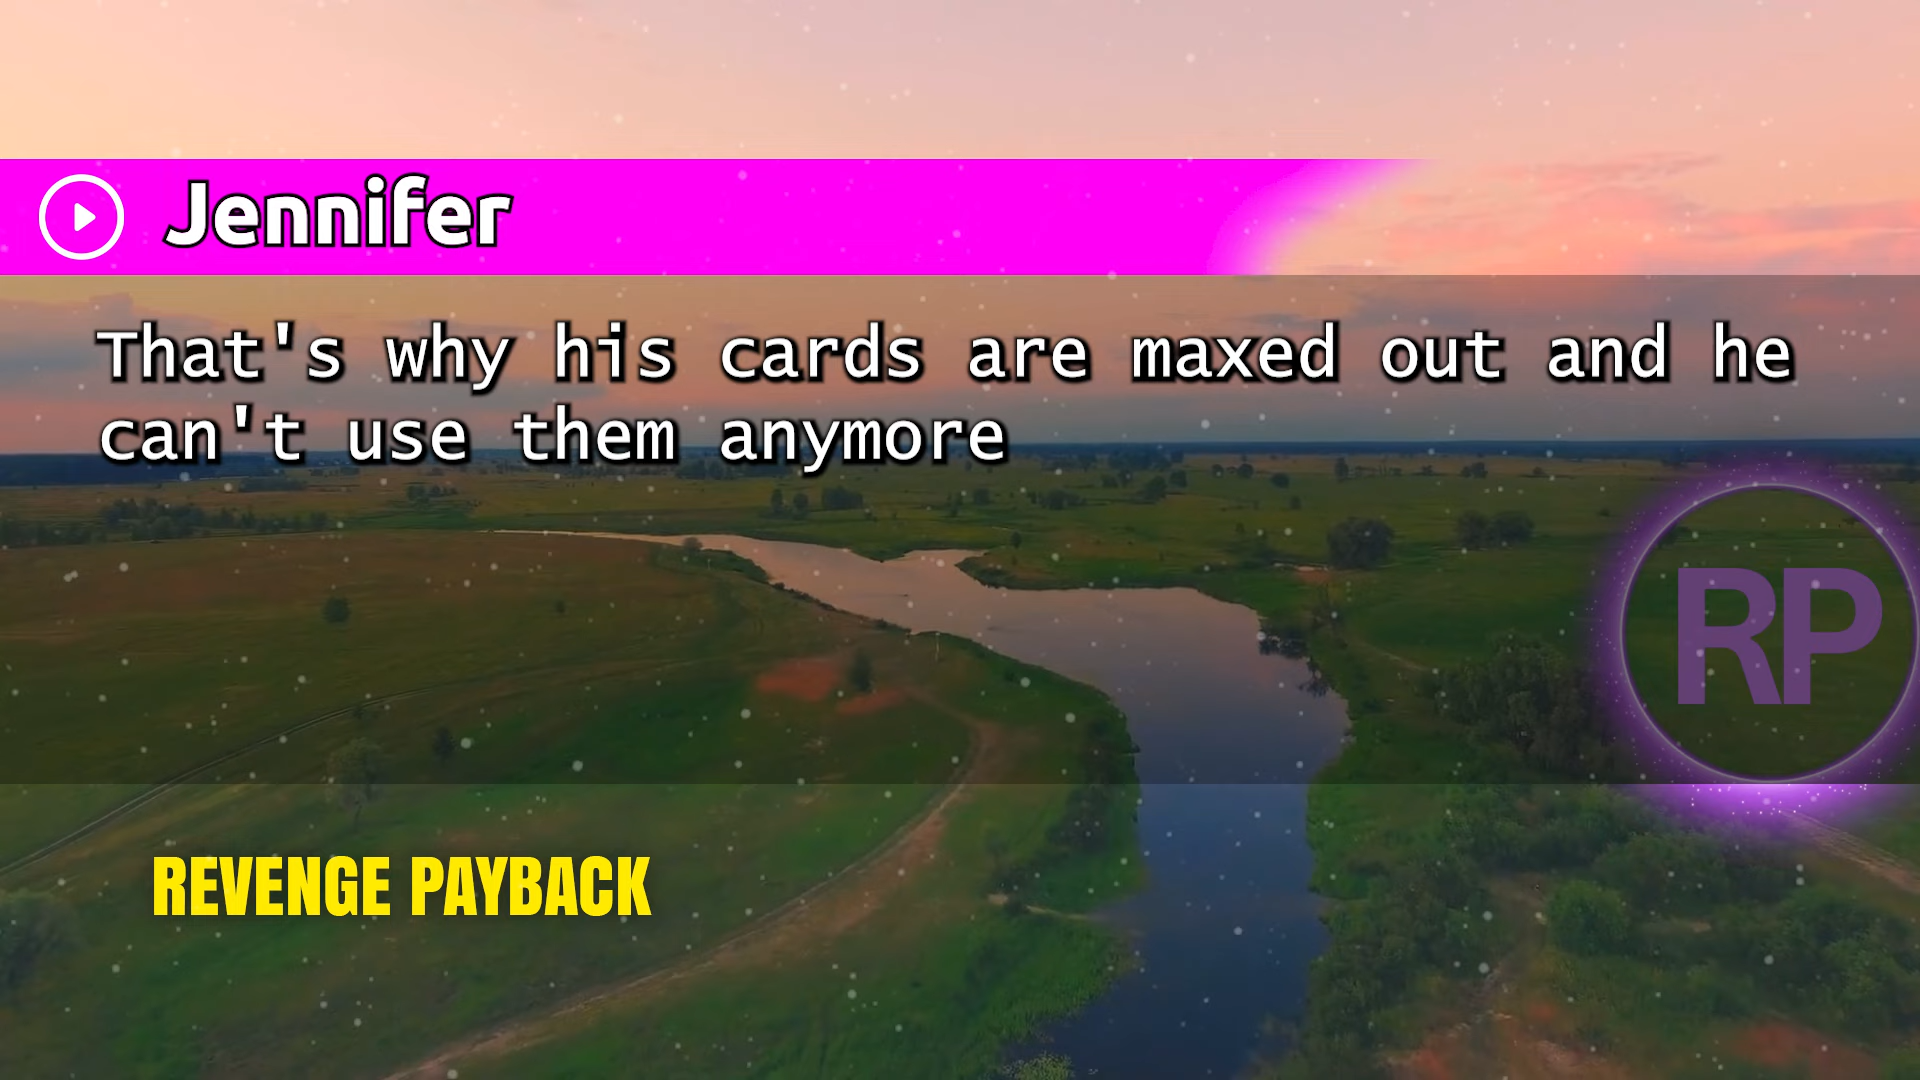 Jennifer
That's why his cards are maxed out and he
can't use them anymore
RP
REVENGE PAYBACK